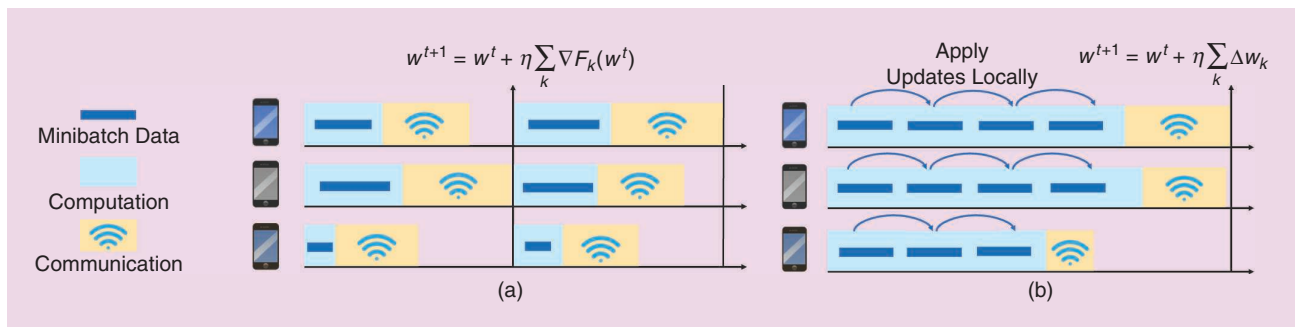 Minibatch Data
Computation
Communication
w^{t+1} = w^t + η ∑_k ∇F_k(w^t)
(a)
Apply
Updates Locally
w^{t+1} = w^t + η ∑_k Δw_k
(b)